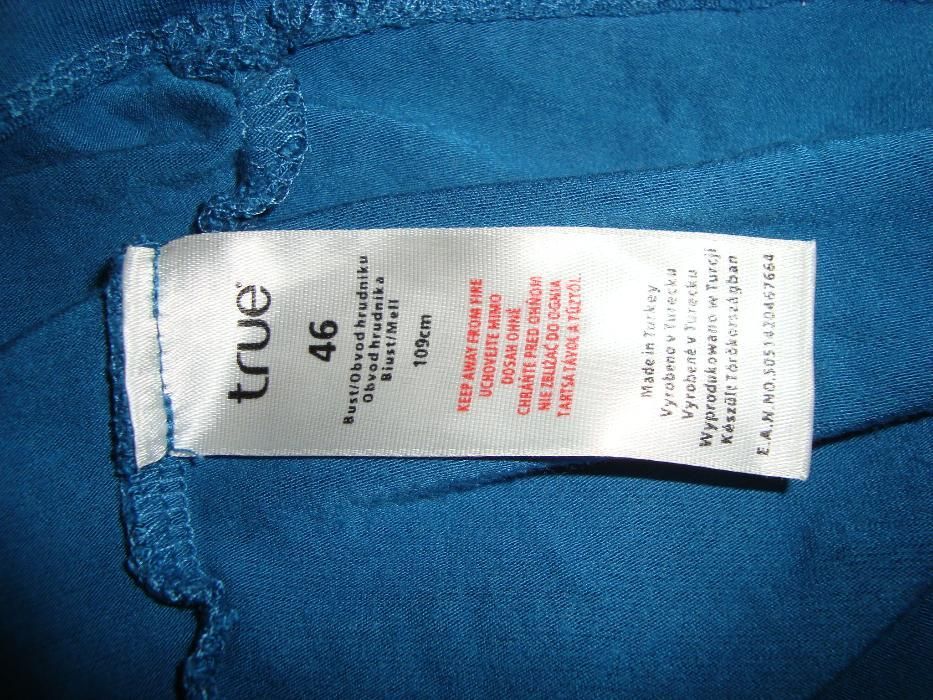 true
46
Bust/Obvod hrudníku
Obvod hrudníka
Biust/Mell
109cm
KEEP AWAY FROM FIRE
UCHOVEJTE MIMO
DOSAH OHNĚ
CHRÁŇTE PRED OHŇOM
NIE ZBLIŻAĆ DO OGNIA
TARTSA TÁVOL A TŰZTŐL.
Made in Turkey
Vyrobeno v Turecku
Vyrobené v Turecku
Wyprodukowano w Turcji
Készült Törökországban
E.A.N.NO.5051420467664